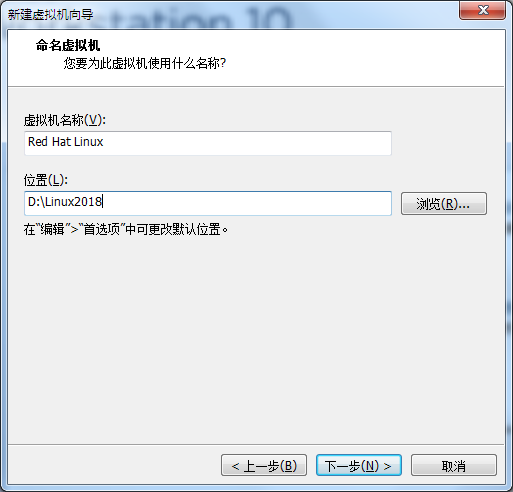 新建虚拟机向导
命名虚拟机
您要为此虚拟机使用什么名称?
虚拟机名称(V):
Red Hat Linux
位置(L):
D:\Linux2018
浏览(R)...
在“编辑”>“首选项”中可更改默认位置。
< 上一步(B)
下一步(N) >
取消